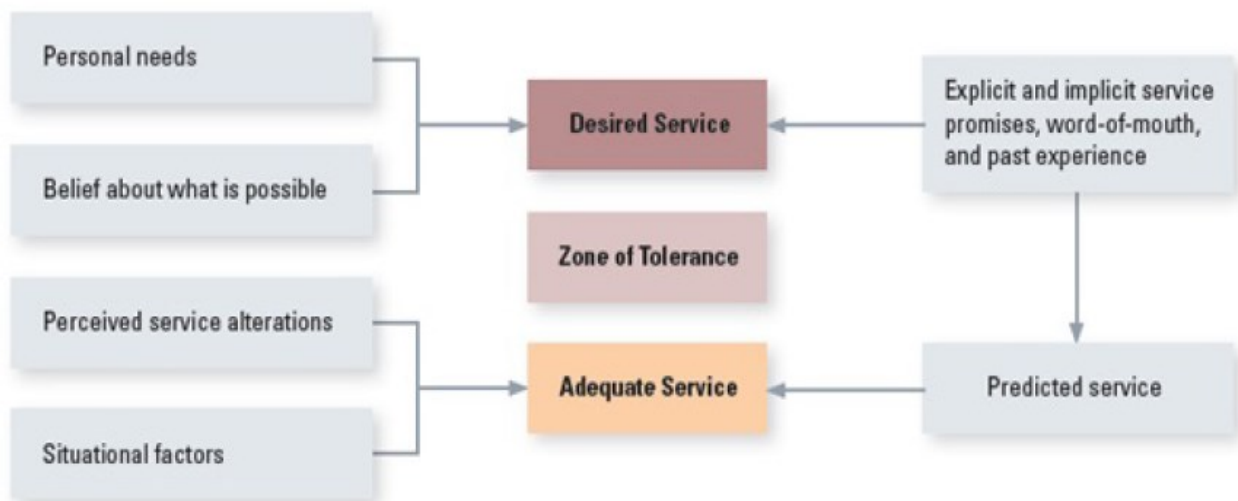 Personal needs
Belief about what is possible
Perceived service alterations
Situational factors
Desired Service
Zone of Tolerance
Adequate Service
Explicit and implicit service
promises, word-of-mouth,
and past experience
Predicted service